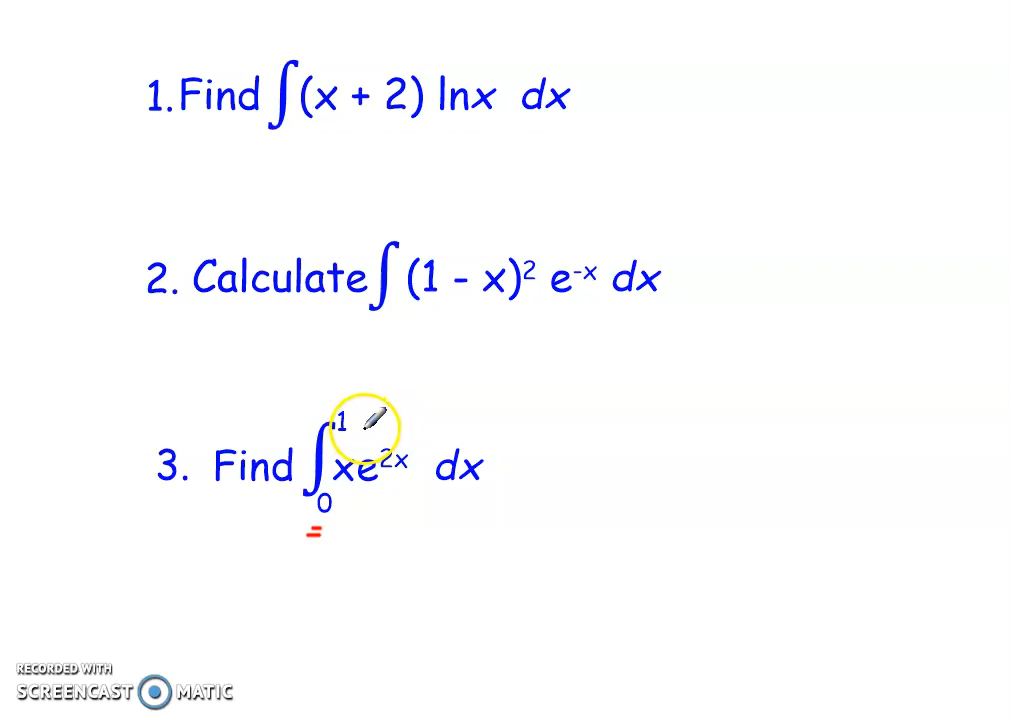 1. Find ∫(x + 2) lnx dx
2. Calculate ∫ (1 - x)² e⁻ˣ dx
3. Find ∫₀¹ xe²ˣ dx
=
RECORDED WITH
SCREENCAST MATIC